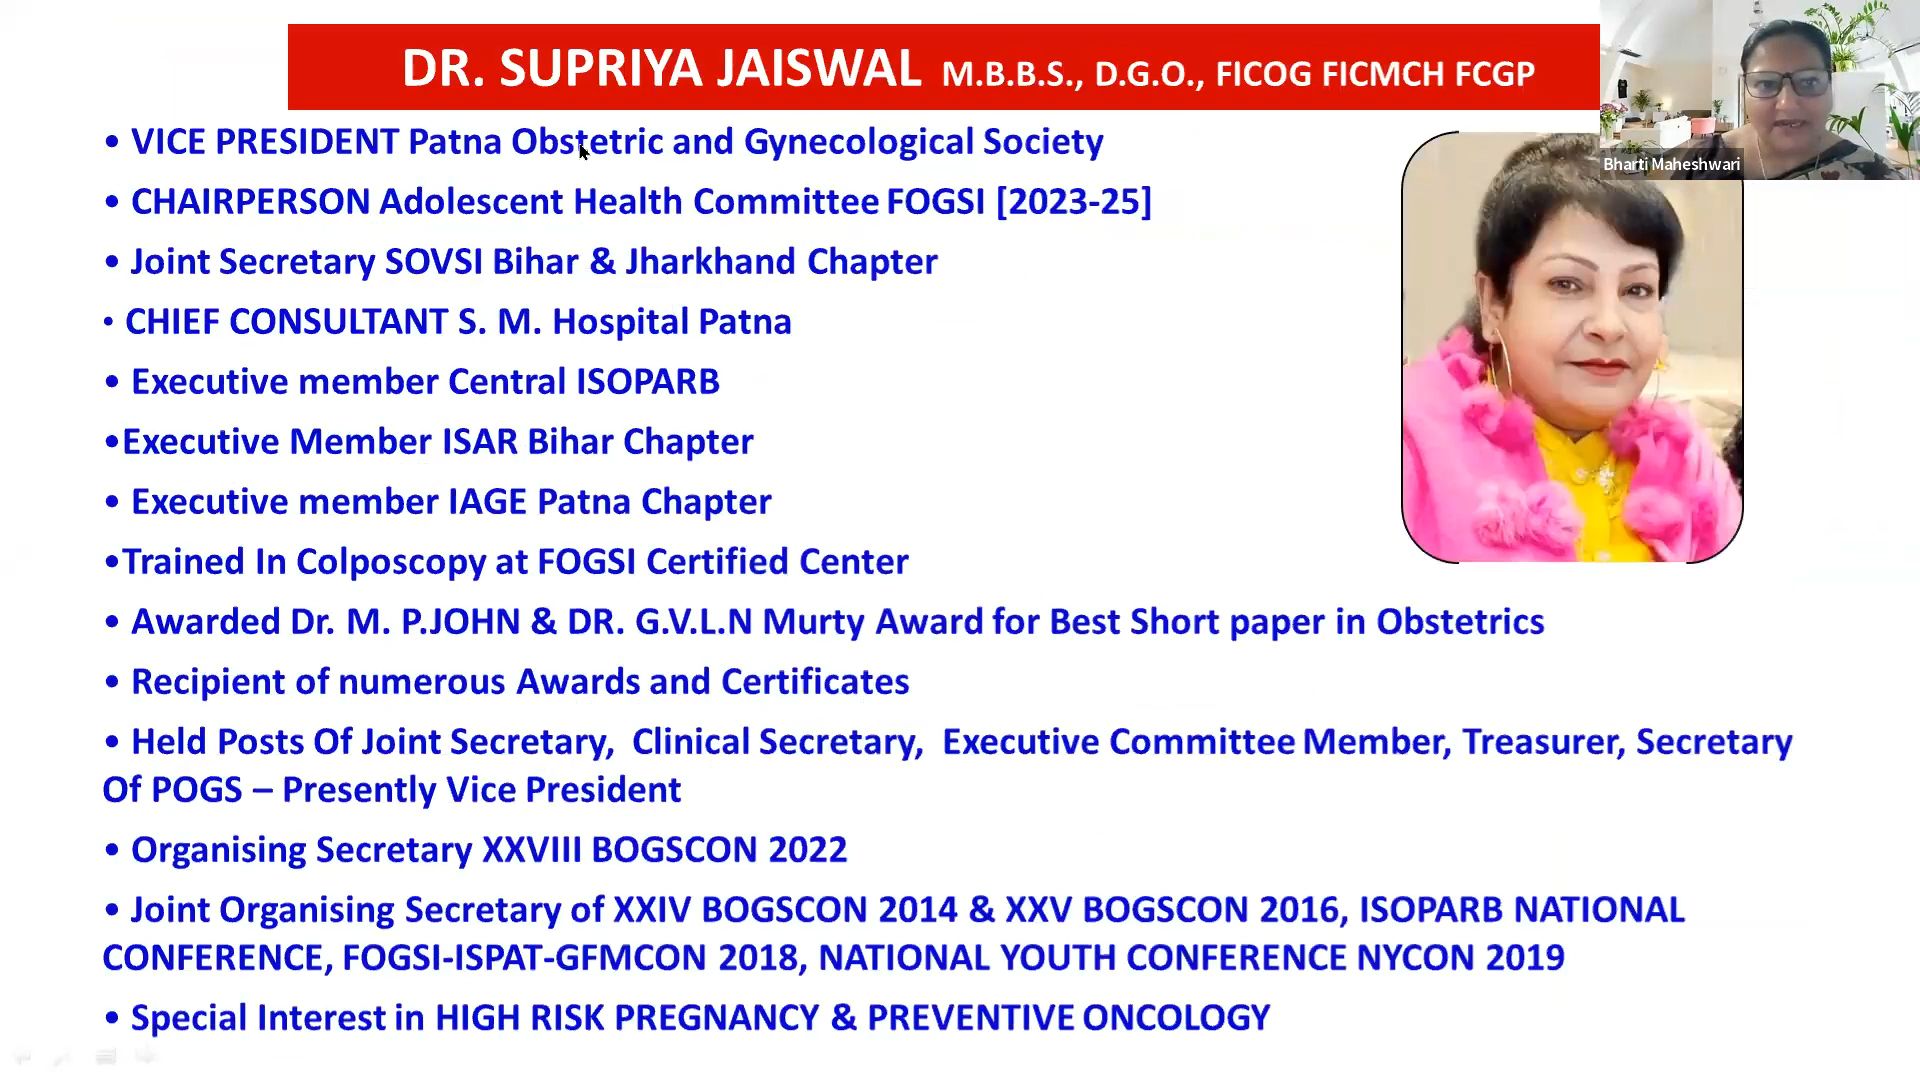 DR. SUPRIYA JAISWAL M.B.B.S., D.G.O., FICOG FICMCH FCGP
Bharti Maheshwari
• VICE PRESIDENT Patna Obstetric and Gynecological Society
• CHAIRPERSON Adolescent Health Committee FOGSI [2023-25]
• Joint Secretary SOVSI Bihar & Jharkhand Chapter
• CHIEF CONSULTANT S. M. Hospital Patna
• Executive member Central ISOPARB
•Executive Member ISAR Bihar Chapter
• Executive member IAGE Patna Chapter
•Trained In Colposcopy at FOGSI Certified Center
• Awarded Dr. M. P.JOHN & DR. G.V.L.N Murty Award for Best Short paper in Obstetrics
• Recipient of numerous Awards and Certificates
• Held Posts Of Joint Secretary, Clinical Secretary, Executive Committee Member, Treasurer, Secretary
Of POGS – Presently Vice President
• Organising Secretary XXVIII BOGSCON 2022
• Joint Organising Secretary of XXIV BOGSCON 2014 & XXV BOGSCON 2016, ISOPARB NATIONAL
CONFERENCE, FOGSI-ISPAT-GFMCON 2018, NATIONAL YOUTH CONFERENCE NYCON 2019
• Special Interest in HIGH RISK PREGNANCY & PREVENTIVE ONCOLOGY